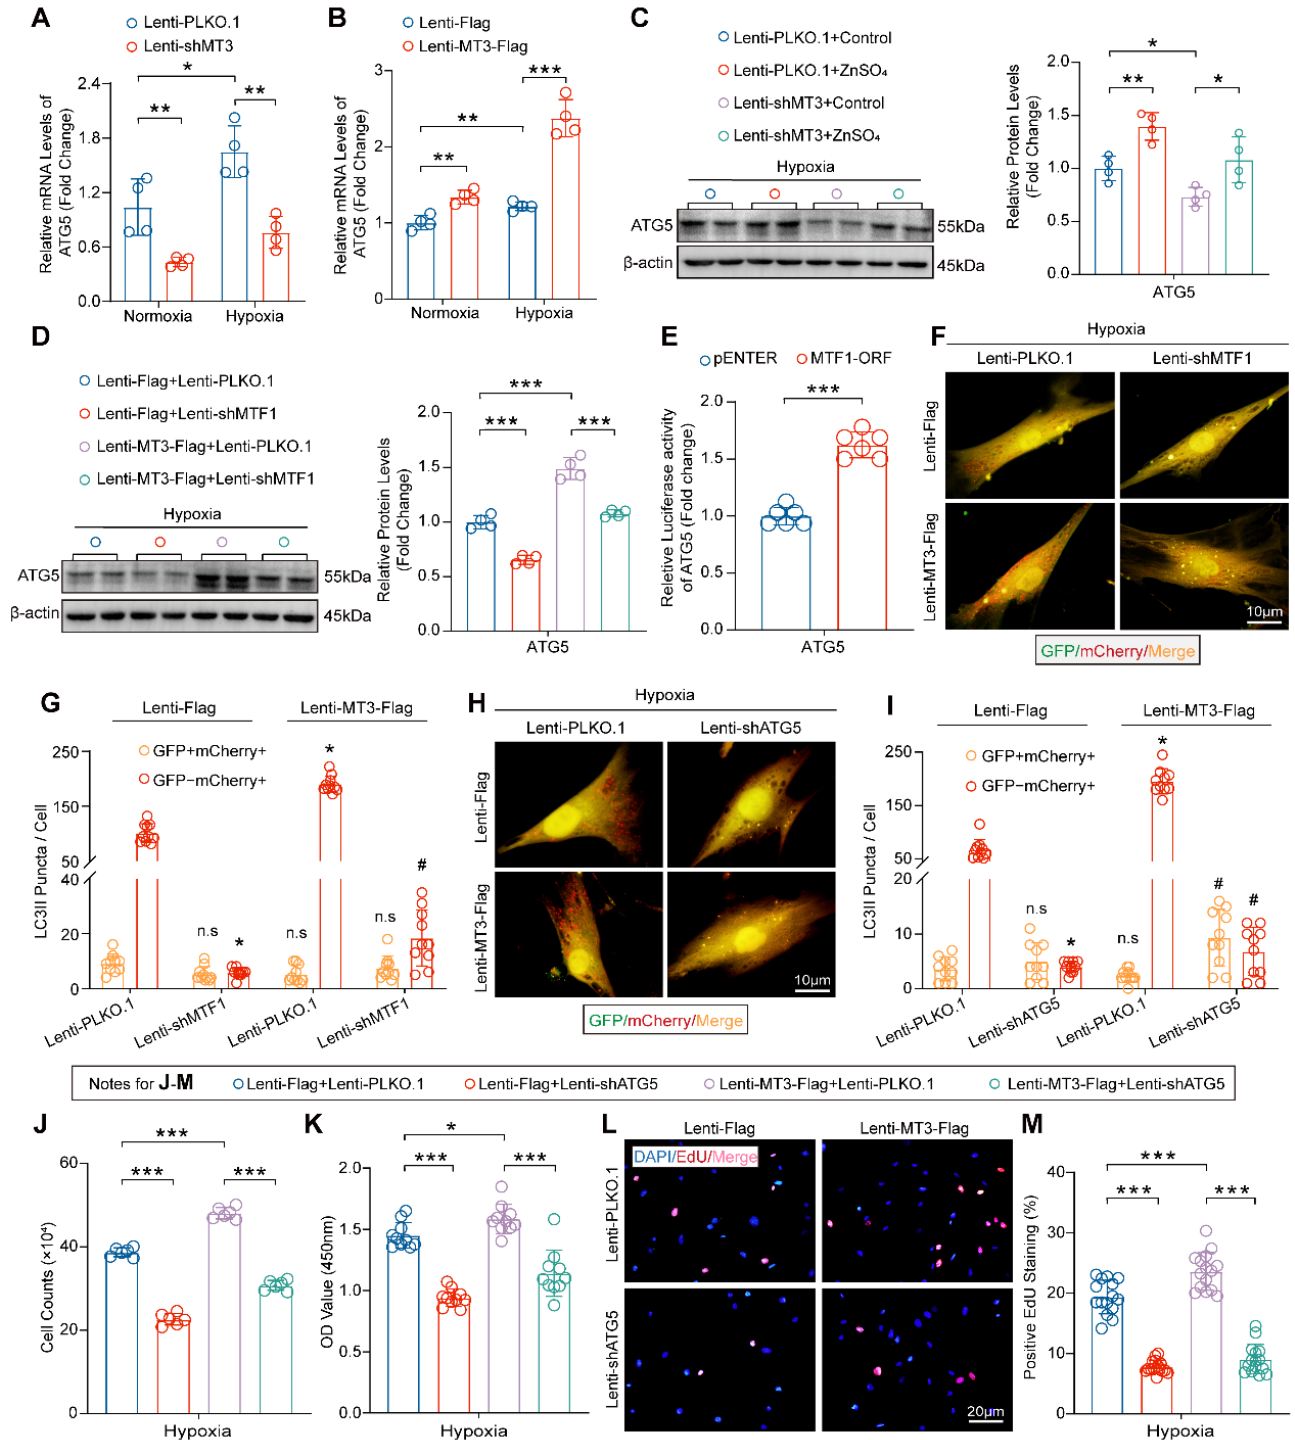 A
Lenti-PLKO.1
Lenti-shMT3
Relative mRNA Levels of
ATG5 (Fold Change)
2.4
1.8
1.2
0.6
0.0
*
**
**
Normoxia
Hypoxia
B
Lenti-Flag
Lenti-MT3-Flag
Relative mRNA Levels of
ATG5 (Fold Change)
3
2
1
0
***
**
**
Normoxia
Hypoxia
C
Lenti-PLKO.1+Control
Lenti-PLKO.1+ZnSO₄
Lenti-shMT3+Control
Lenti-shMT3+ZnSO₄
Hypoxia
ATG5
55kDa
β-actin
45kDa
Relative Protein Levels
(Fold Change)
2.0
1.5
1.0
0.5
0.0
*
**
*
ATG5
D
Lenti-Flag+Lenti-PLKO.1
Lenti-Flag+Lenti-shMTF1
Lenti-MT3-Flag+Lenti-PLKO.1
Lenti-MT3-Flag+Lenti-shMTF1
Hypoxia
ATG5
55kDa
β-actin
45kDa
Relative Protein Levels
(Fold Change)
2.0
1.5
1.0
0.5
0.0
***
***
***
ATG5
E
pENTER
MTF1-ORF
Reletive Luciferase activity
of ATG5 (Fold change)
2.0
1.5
1.0
0.5
0.0
***
ATG5
F
Hypoxia
Lenti-PLKO.1
Lenti-shMTF1
Lenti-Flag
Lenti-MT3-Flag
10μm
GFP/mCherry/Merge
G
Lenti-Flag
Lenti-MT3-Flag
GFP+mCherry+
GFP−mCherry+
LC3II Puncta / Cell
250
150
50
40
20
0
n.s
*
n.s
*
n.s
#
Lenti-PLKO.1
Lenti-shMTF1
Lenti-PLKO.1
Lenti-shMTF1
H
Hypoxia
Lenti-PLKO.1
Lenti-shATG5
Lenti-Flag
Lenti-MT3-Flag
10μm
GFP/mCherry/Merge
I
Lenti-Flag
Lenti-MT3-Flag
GFP+mCherry+
GFP−mCherry+
LC3II Puncta / Cell
250
150
50
20
10
0
n.s
*
n.s
*
#
#
Lenti-PLKO.1
Lenti-shATG5
Lenti-PLKO.1
Lenti-shATG5
Notes for J-M
Lenti-Flag+Lenti-PLKO.1
Lenti-Flag+Lenti-shATG5
Lenti-MT3-Flag+Lenti-PLKO.1
Lenti-MT3-Flag+Lenti-shATG5
J
Cell Counts (×10⁴)
60
40
20
0
***
***
***
Hypoxia
K
OD Value (450nm)
2.0
1.5
1.0
0.5
0.0
*
***
***
Hypoxia
L
Lenti-Flag
Lenti-MT3-Flag
DAPI/EdU/Merge
Lenti-PLKO.1
Lenti-shATG5
20μm
M
Positive EdU Staining (%)
40
30
20
10
0
***
***
***
Hypoxia